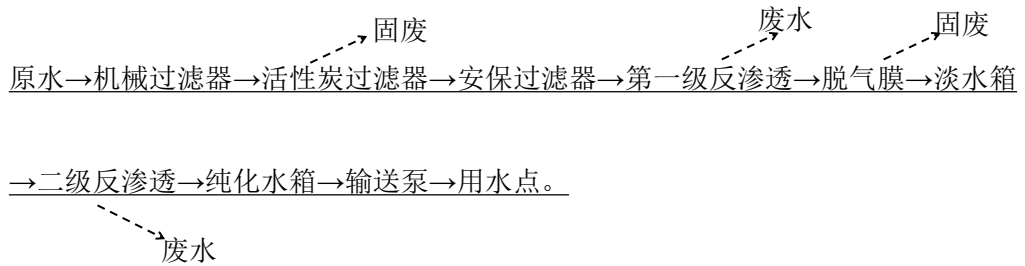 固废
废水
固废
原水→机械过滤器→活性炭过滤器→安保过滤器→第一级反渗透→脱气膜→淡水箱
→二级反渗透→纯化水箱→输送泵→用水点。
废水